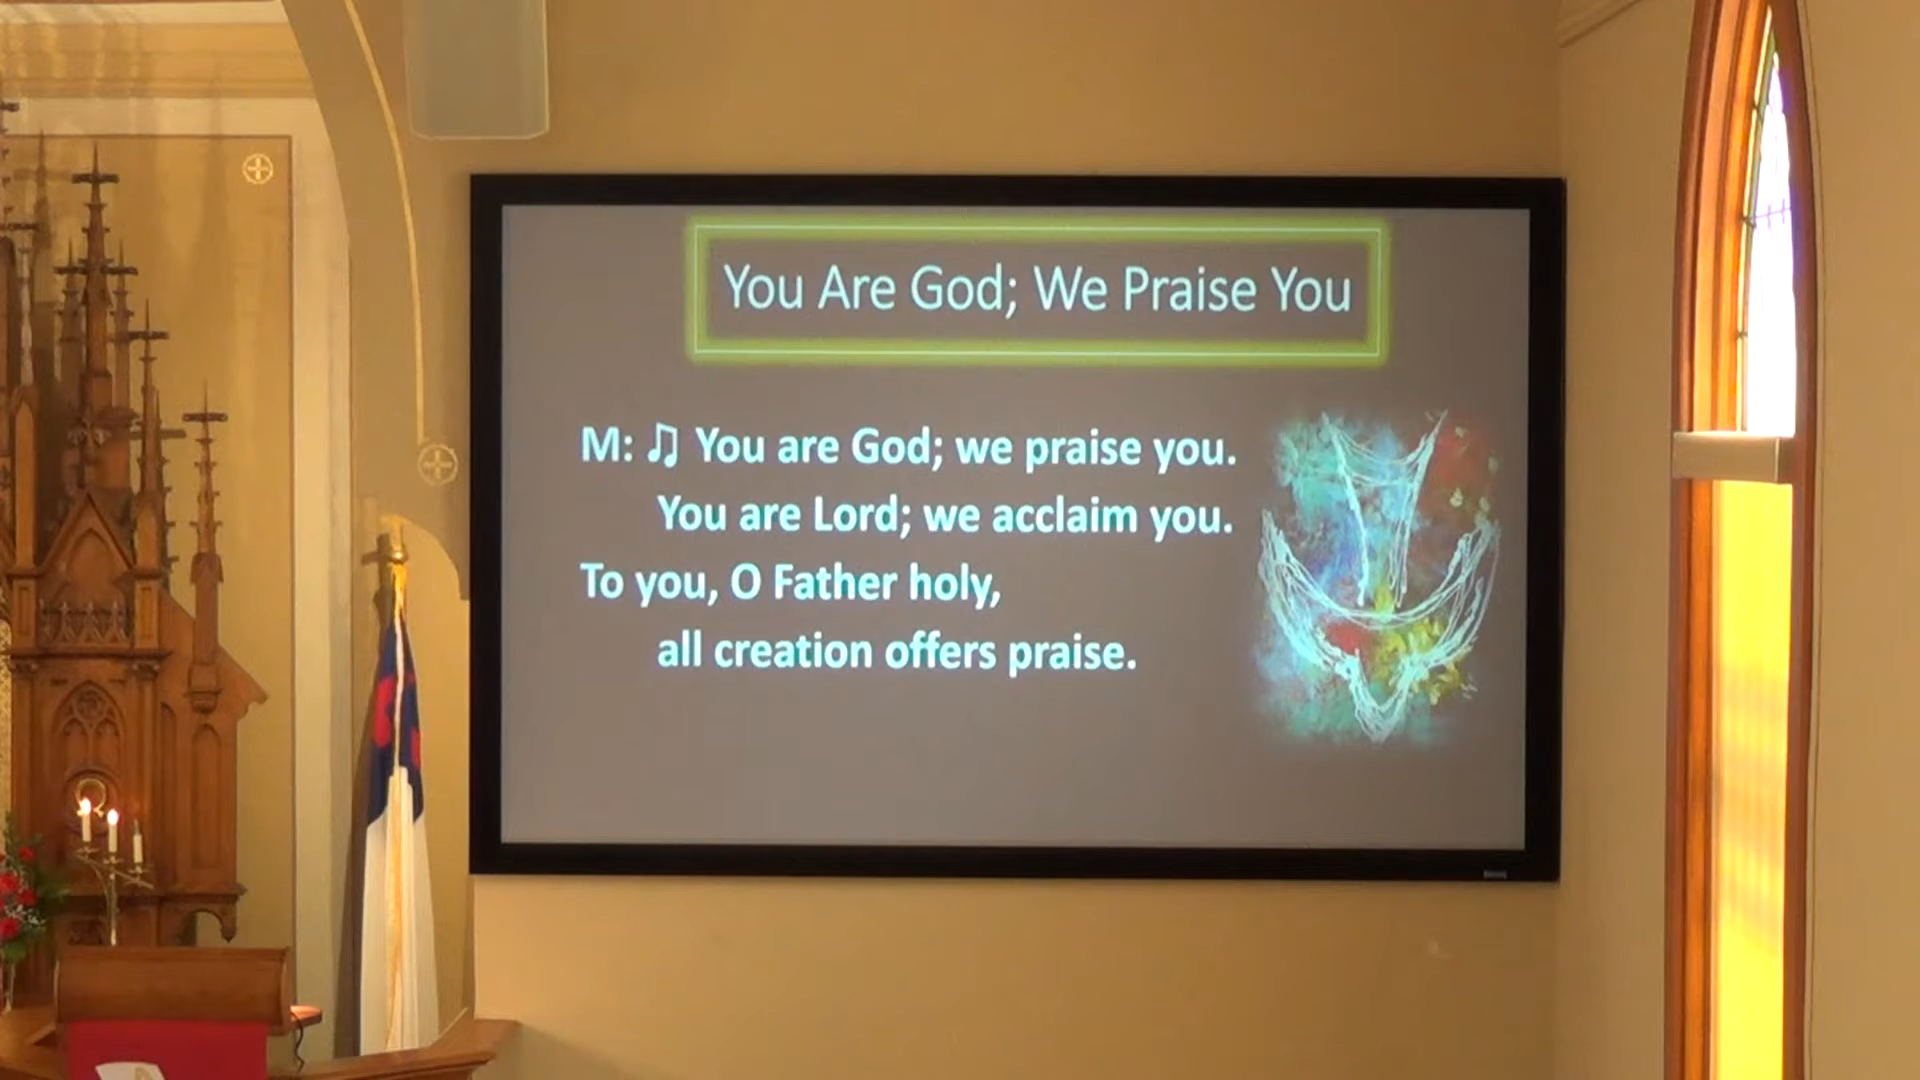 You Are God; We Praise You
M: ♫ You are God; we praise you.
You are Lord; we acclaim you.
To you, O Father holy,
all creation offers praise.